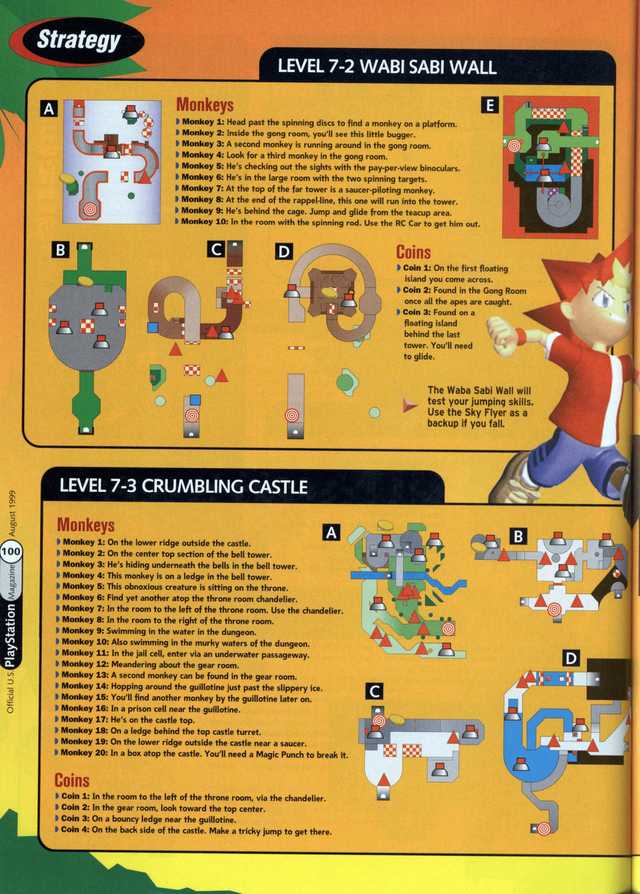 Strategy
LEVEL 7-2 WABI SABI WALL
A
Monkeys
Monkey 1: Head past the spinning discs to find a monkey on a platform.
Monkey 2: Inside the gong room, you'll see this little bugger.
Monkey 3: A second monkey is running around in the gong room.
Monkey 4: Look for a third monkey in the gong room.
Monkey 5: He's checking out the sights with the pay-per-view binoculars.
Monkey 6: He's in the large room with the two spinning targets.
Monkey 7: At the top of the far tower is a saucer-piloting monkey.
Monkey 8: At the end of the rappel-line, this one will run into the tower.
Monkey 9: He's behind the cage. Jump and glide from the teacup area.
Monkey 10: In the room with the spinning rod. Use the RC Car to get him out.
E
B
C
D
Coins
Coin 1: On the first floating
island you come across.
Coin 2: Found in the Gong Room
once all the apes are caught.
Coin 3: Found on a
floating island
behind the last
tower. You'll need
to glide.
The Waba Sabi Wall will
test your jumping skills.
Use the Sky Flyer as a
backup if you fall.
LEVEL 7-3 CRUMBLING CASTLE
Monkeys
Monkey 1: On the lower ridge outside the castle.
Monkey 2: On the center top section of the bell tower.
Monkey 3: He's hiding underneath the bells in the bell tower.
Monkey 4: This monkey is on a ledge in the bell tower.
Monkey 5: This obnoxious creature is sitting on the throne.
Monkey 6: Find yet another atop the throne room chandelier.
Monkey 7: In the room to the left of the throne room. Use the chandelier.
Monkey 8: In the room to the right of the throne room.
Monkey 9: Swimming in the water in the dungeon.
Monkey 10: Also swimming in the murky waters of the dungeon.
Monkey 11: In the jail cell, enter via an underwater passageway.
Monkey 12: Meandering about the gear room.
Monkey 13: A second monkey can be found in the gear room.
Monkey 14: Hopping around the guillotine just past the slippery ice.
Monkey 15: You'll find another monkey by the guillotine later on.
Monkey 16: In a prison cell near the guillotine.
Monkey 17: He's on the castle top.
Monkey 18: On a ledge behind the top castle turret.
Monkey 19: On the lower ridge outside the castle near a saucer.
Monkey 20: In a box atop the castle. You'll need a Magic Punch to break it.
Coins
Coin 1: In the room to the left of the throne room, via the chandelier.
Coin 2: In the gear room, look toward the top center.
Coin 3: On a bouncy ledge near the guillotine.
Coin 4: On the back side of the castle. Make a tricky jump to get there.
A
B
C
D
Official U.S. PlayStation Magazine
100
August 1999